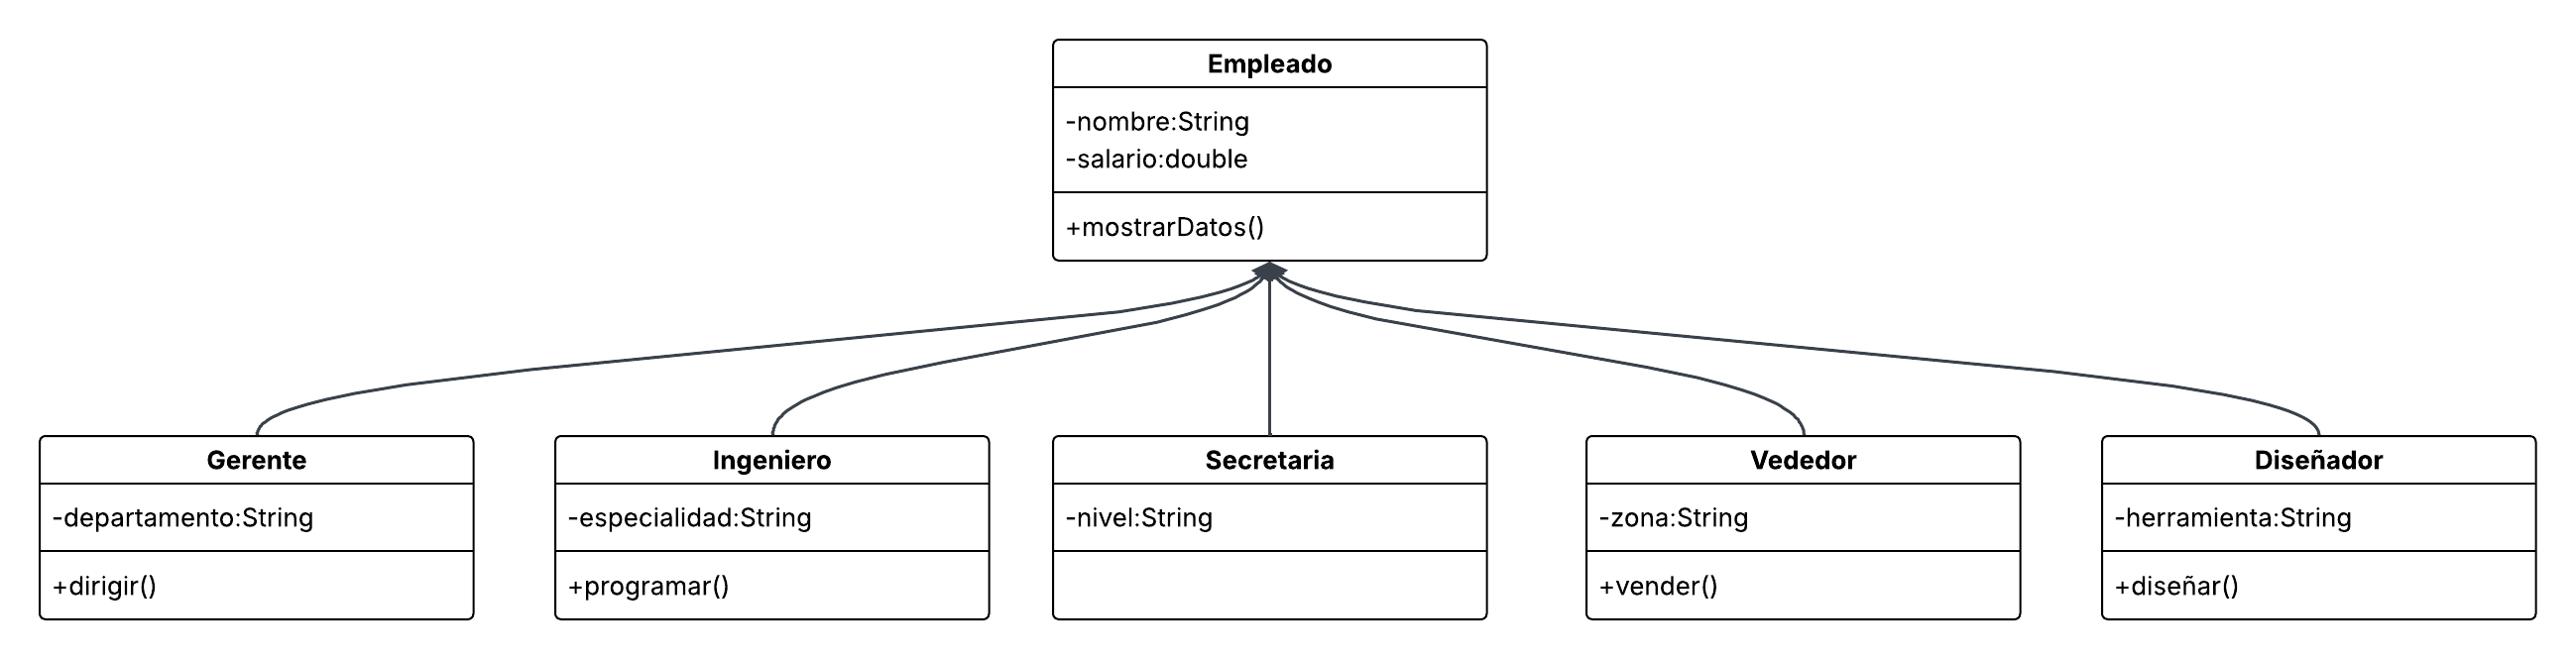 Empleado
-nombre:String
-salario:double
+mostrarDatos()
Gerente
-departamento:String
+dirigir()
Ingeniero
-especialidad:String
+programar()
Secretaria
-nivel:String
Vededor
-zona:String
+vender()
Diseñador
-herramienta:String
+diseñar()